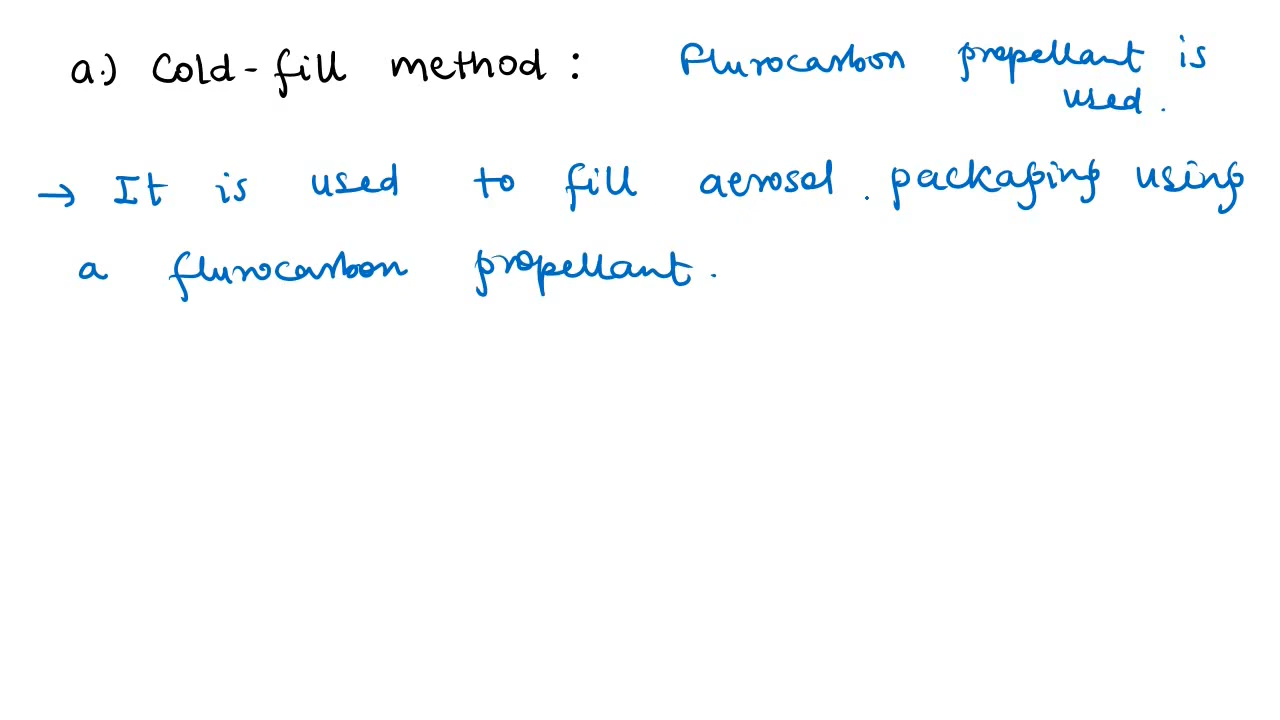 a.) Cold-fill method : Flurocarbon propellant is
used.
→ It is used to fill aerosol . packaging using
a flurocarbon propellant.